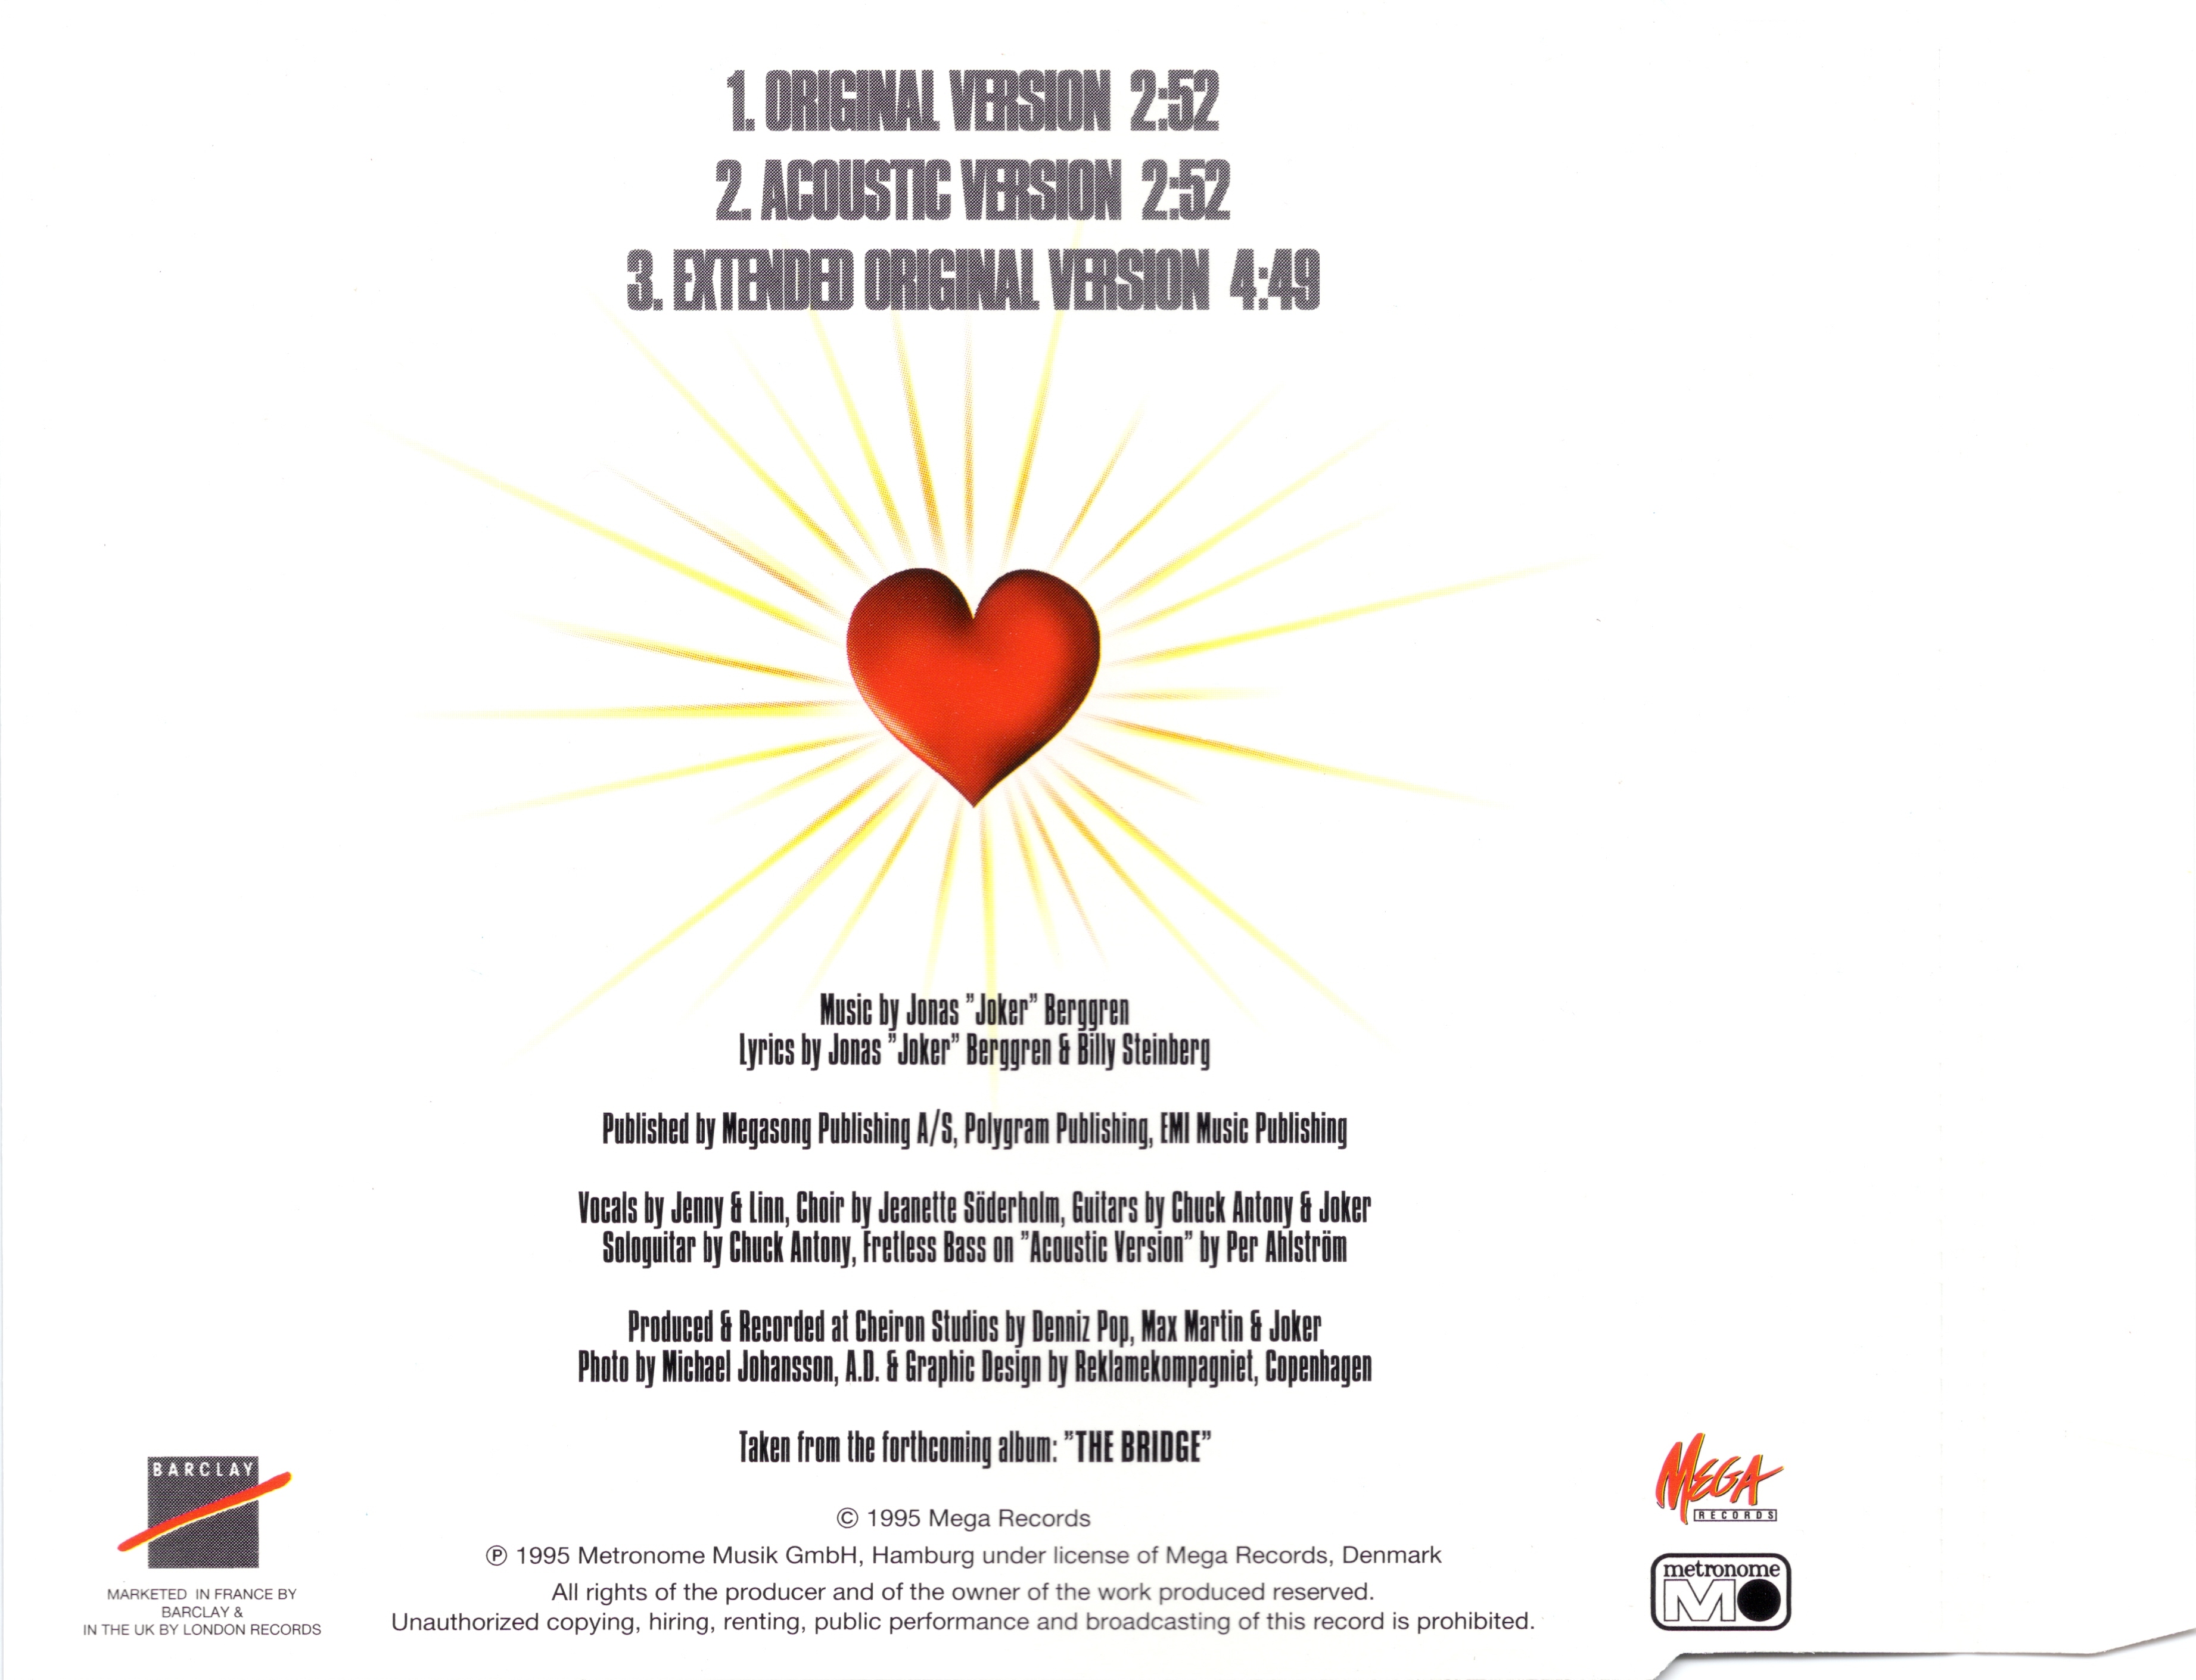 1. ORIGINAL VERSION 2:52
2. ACOUSTIC VERSION 2:52
3. EXTENDED ORIGINAL VERSION 4:49
Music by Jonas ”Joker” Berggren
Lyrics by Jonas ”Joker” Berggren & Billy Steinberg
Published by Megasong Publishing A/S, Polygram Publishing, EMI Music Publishing
Vocals by Jenny & Linn, Choir by Jeanette Söderholm, Guitars by Chuck Antony & Joker
Sologuitar by Chuck Antony, Fretless Bass on ”Acoustic Version” by Per Ahlström
Produced & Recorded at Cheiron Studios by Denniz Pop, Max Martin & Joker
Photo by Michael Johansson, A.D. & Graphic Design by Reklamekompagniet, Copenhagen
Taken from the forthcoming album: ”THE BRIDGE”
© 1995 Mega Records
℗ 1995 Metronome Musik GmbH, Hamburg under license of Mega Records, Denmark
All rights of the producer and of the owner of the work produced reserved.
Unauthorized copying, hiring, renting, public performance and broadcasting of this record is prohibited.
BARCLAY
MARKETED IN FRANCE BY
BARCLAY &
IN THE UK BY LONDON RECORDS
MEGA
RECORDS
metronome
M